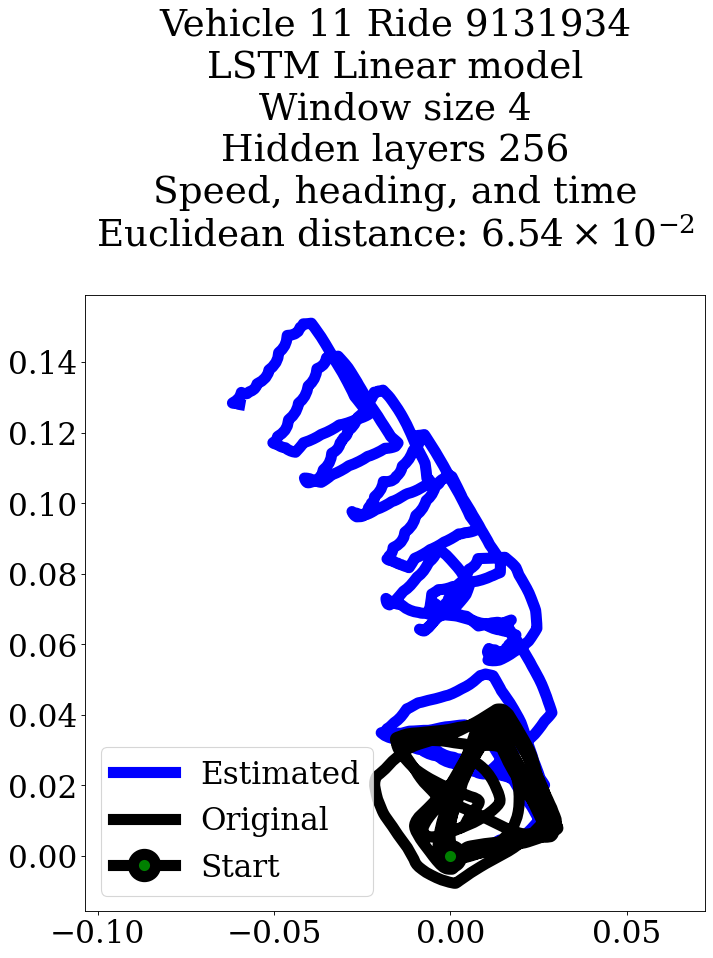 Vehicle 11 Ride 9131934
LSTM Linear model
Window size 4
Hidden layers 256
Speed, heading, and time
Euclidean distance: 6.54 × 10⁻²
0.14
0.12
0.10
0.08
0.06
0.04
0.02
0.00
Estimated
Original
Start
−0.10 −0.05 0.00 0.05